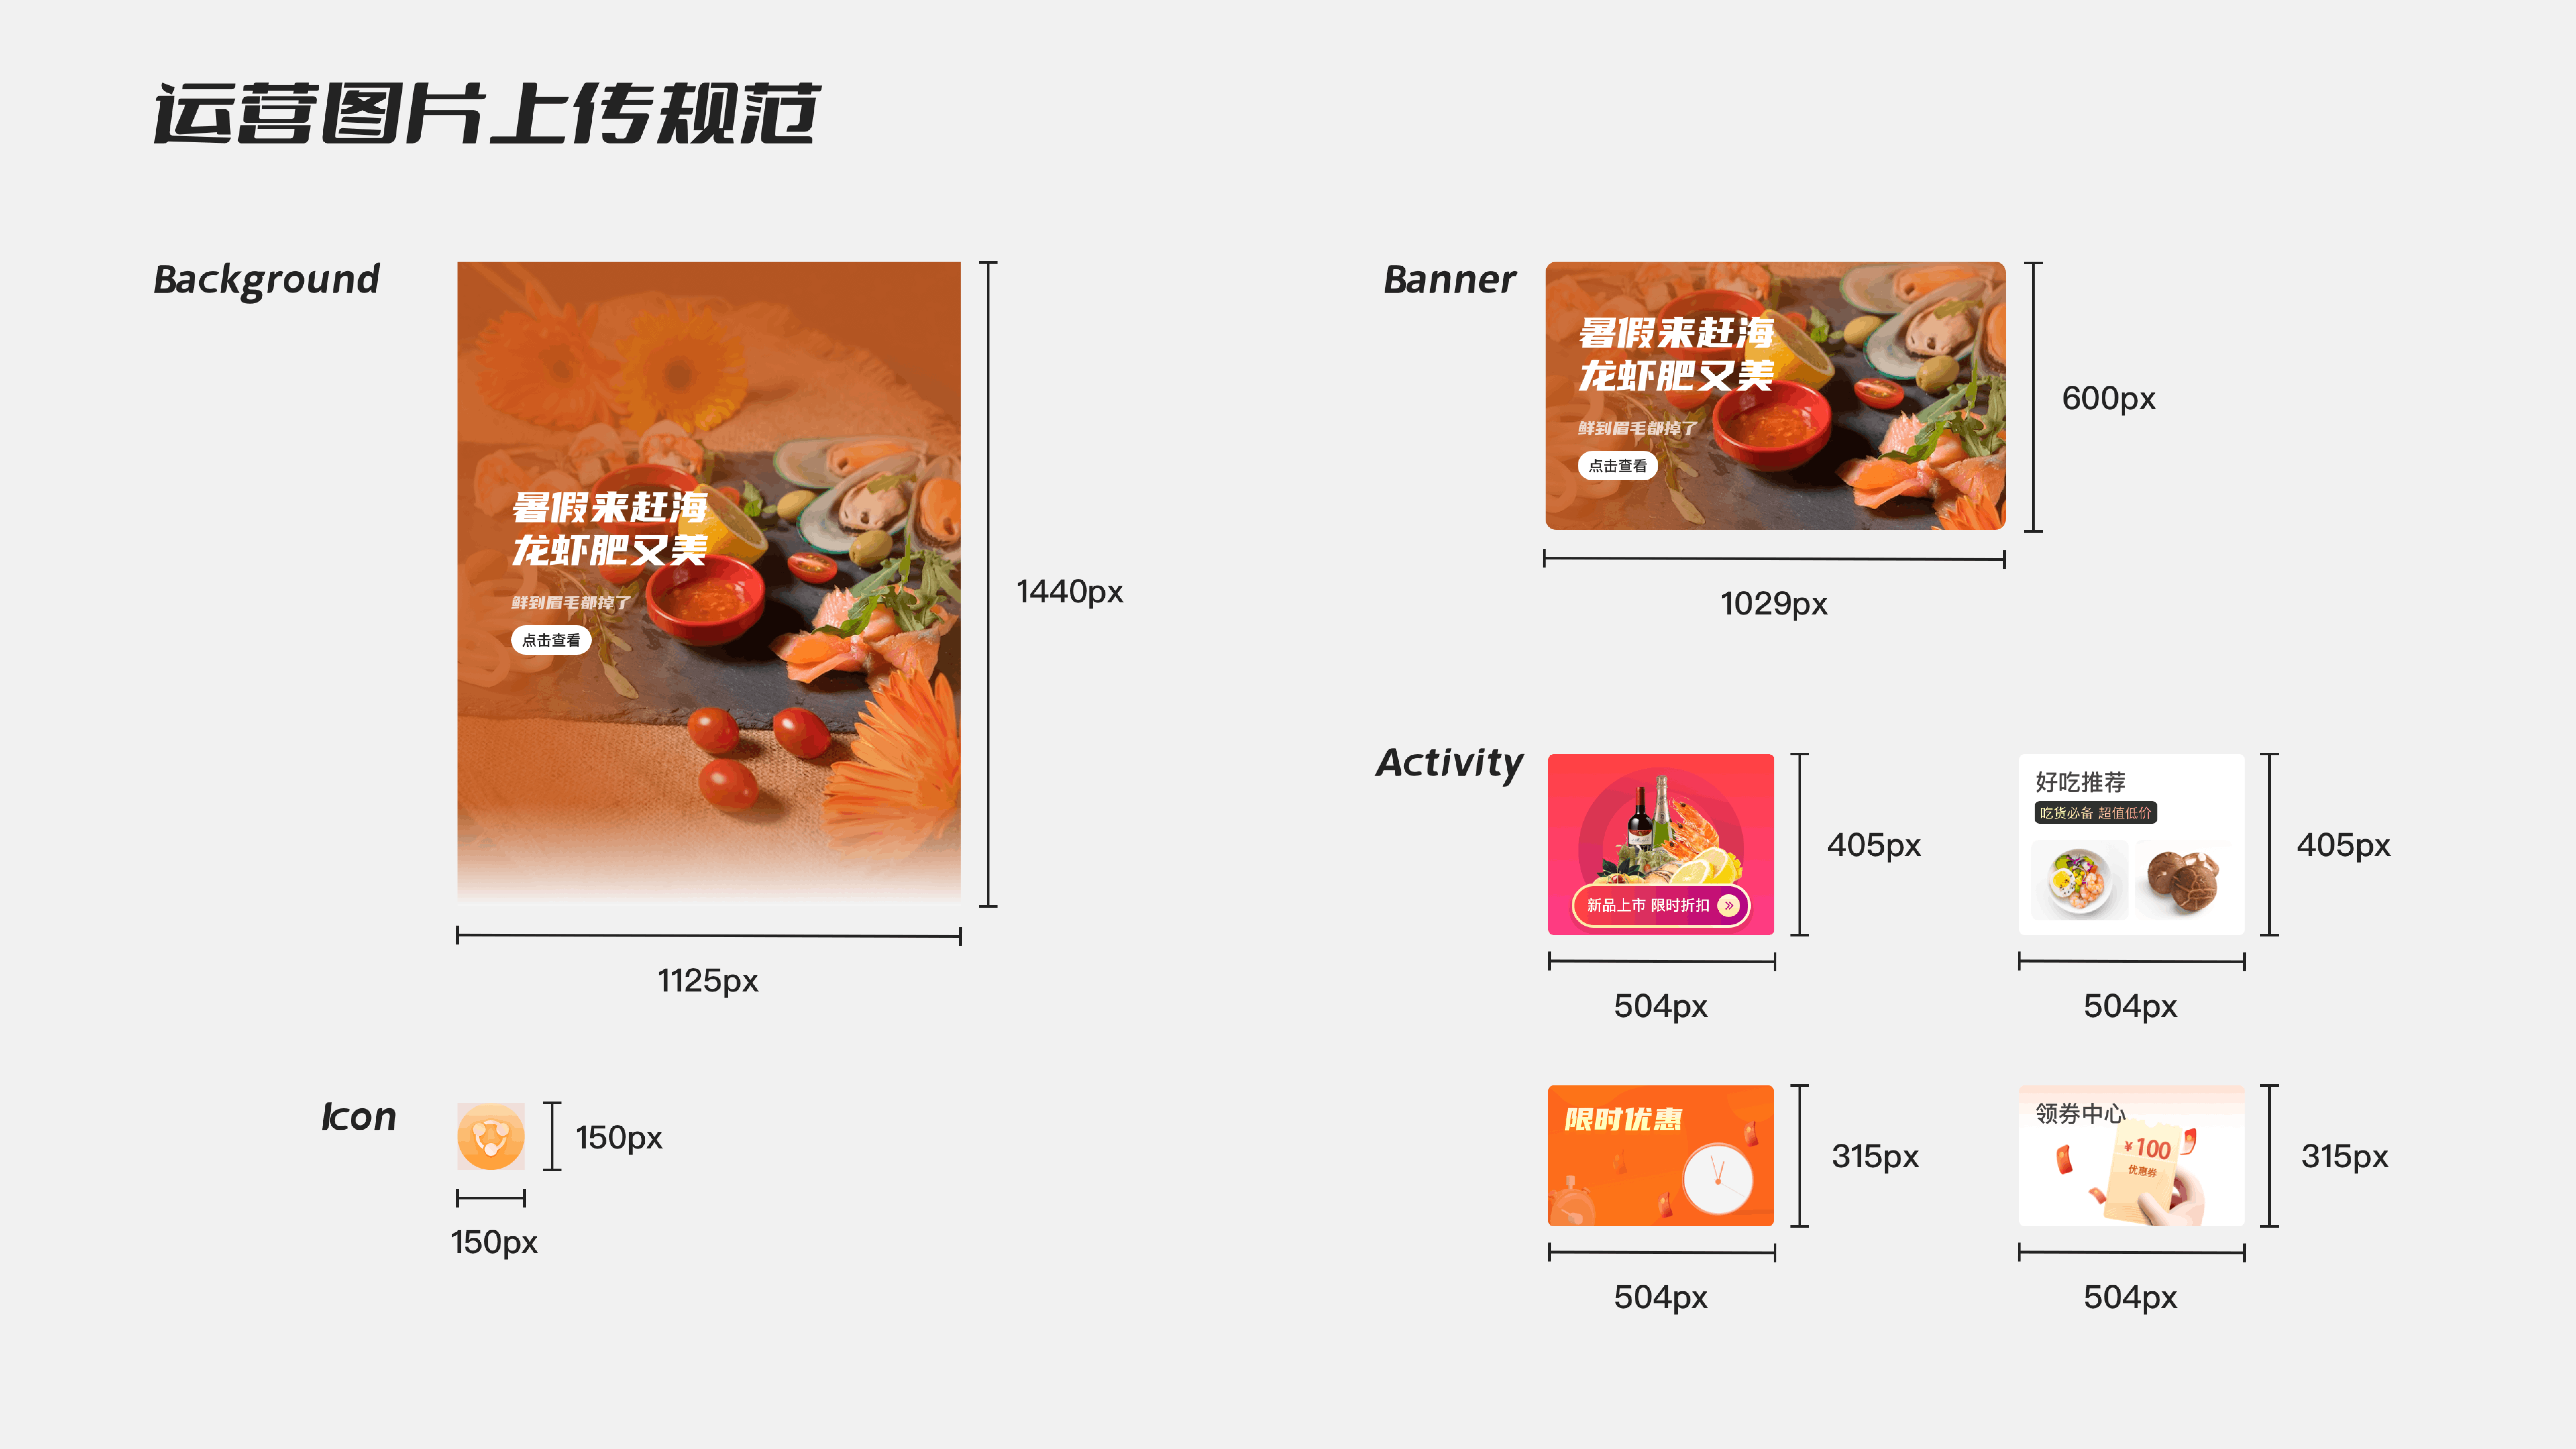 运营图片上传规范
Background
暑假来赶海
龙虾肥又美
鲜到眉毛都掉了
点击查看
1440px
1125px
Icon
150px
150px
Banner
暑假来赶海
龙虾肥又美
鲜到眉毛都掉了
点击查看
600px
1029px
Activity
新品上市 限时折扣
405px
504px
好吃推荐
吃货必备 超值低价
405px
504px
限时优惠
315px
504px
领券中心
¥100
优惠券
315px
504px